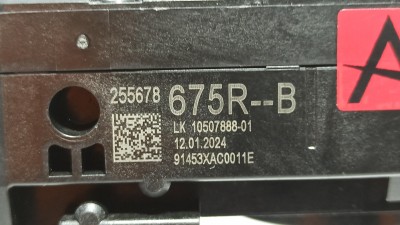 255678 675R--B
LK 10507888-01
12.01.2024
91453XAC0011E
A